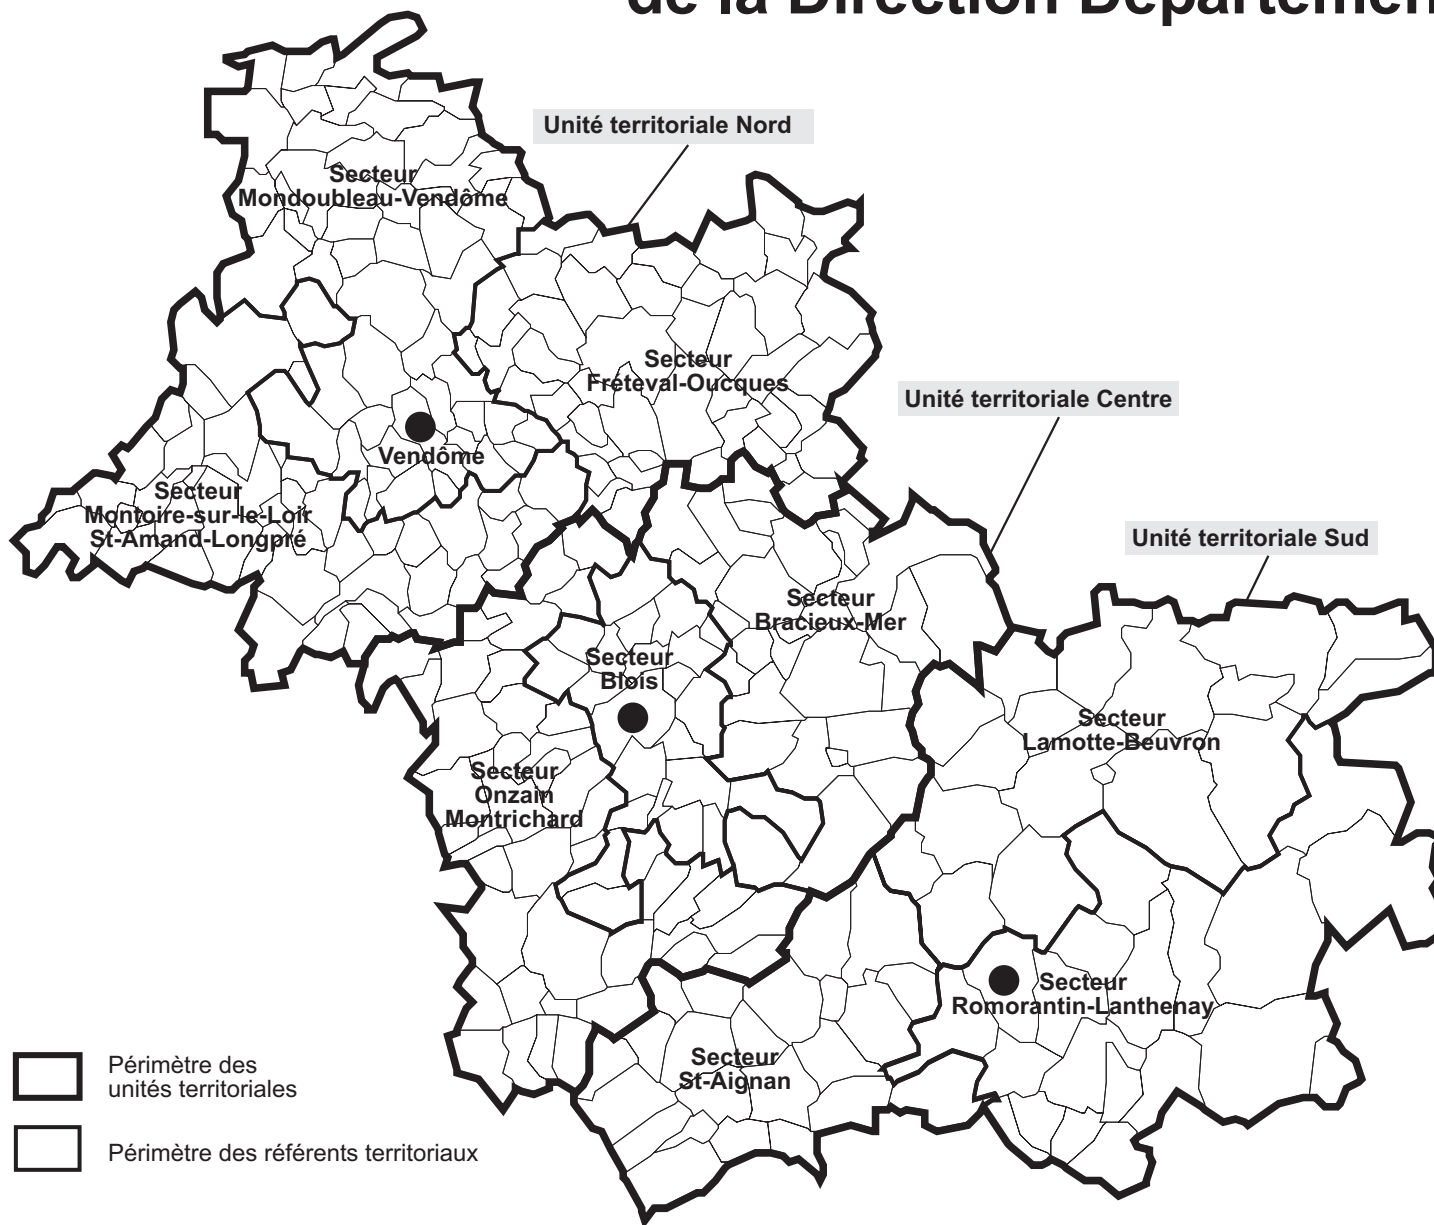 de la Direction Départemen
Unité territoriale Nord
Secteur
Mondoubleau-Vendôme
Secteur
Fréteval-Oucques
Unité territoriale Centre
Vendôme
Secteur
Montoire-sur-le-Loir
St-Amand-Longpré
Unité territoriale Sud
Secteur
Bracieux-Mer
Secteur
Blois
Secteur
Lamotte-Beuvron
Secteur
Onzain
Montrichard
Secteur
Romorantin-Lanthenay
Secteur
St-Aignan
Périmètre des
unités territoriales
Périmètre des référents territoriaux